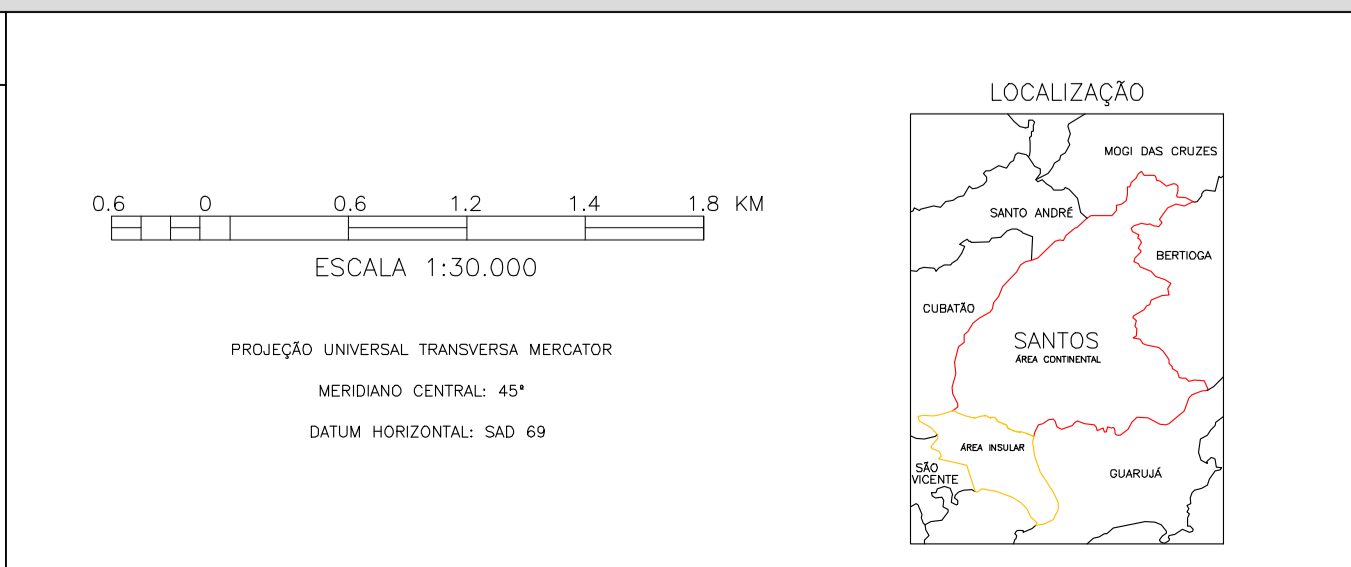 0.6 0 0.6 1.2 1.4 1.8 KM
ESCALA 1:30.000
PROJEÇÃO UNIVERSAL TRANSVERSA MERCATOR
MERIDIANO CENTRAL: 45°
DATUM HORIZONTAL: SAD 69
LOCALIZAÇÃO
MOGI DAS CRUZES
SANTO ANDRÉ
BERTIOGA
CUBATÃO
SANTOS
ÁREA CONTINENTAL
ÁREA INSULAR
SÃO
VICENTE
GUARUJÁ